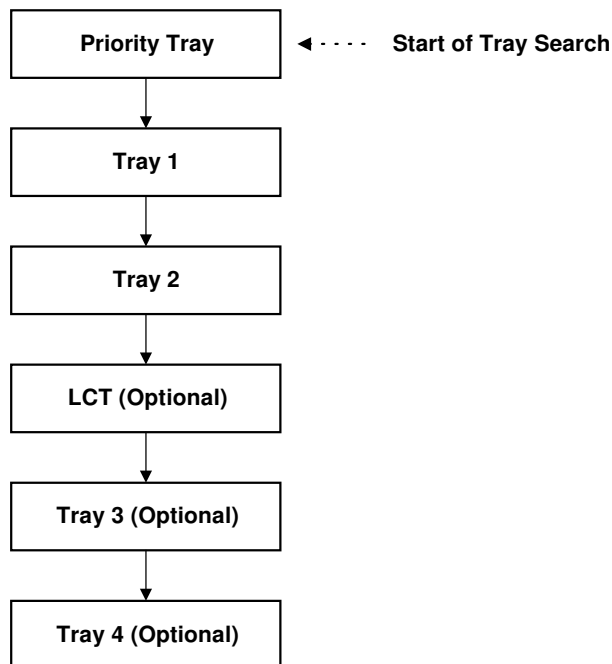 Priority Tray
Start of Tray Search
Tray 1
Tray 2
LCT (Optional)
Tray 3 (Optional)
Tray 4 (Optional)